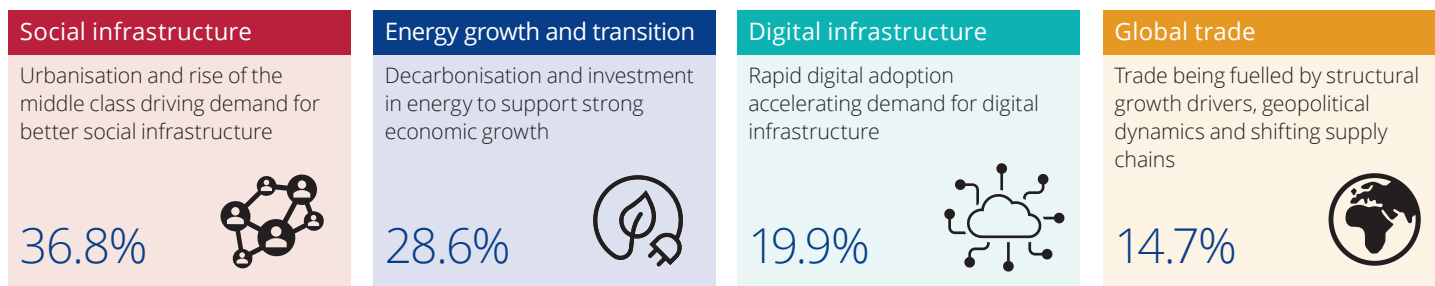 Social infrastructure
Urbanisation and rise of the
middle class driving demand for
better social infrastructure
36.8%
Energy growth and transition
Decarbonisation and investment
in energy to support strong
economic growth
28.6%
Digital infrastructure
Rapid digital adoption
accelerating demand for digital
infrastructure
19.9%
Global trade
Trade being fuelled by structural
growth drivers, geopolitical
dynamics and shifting supply
chains
14.7%